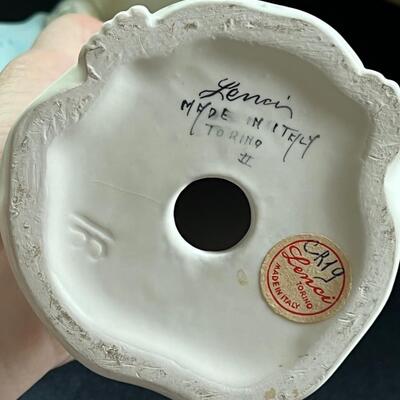 Lenci
MADE IN ITALY
TORINO
II
CR19
Lenci
TORINO
MADE IN ITALY